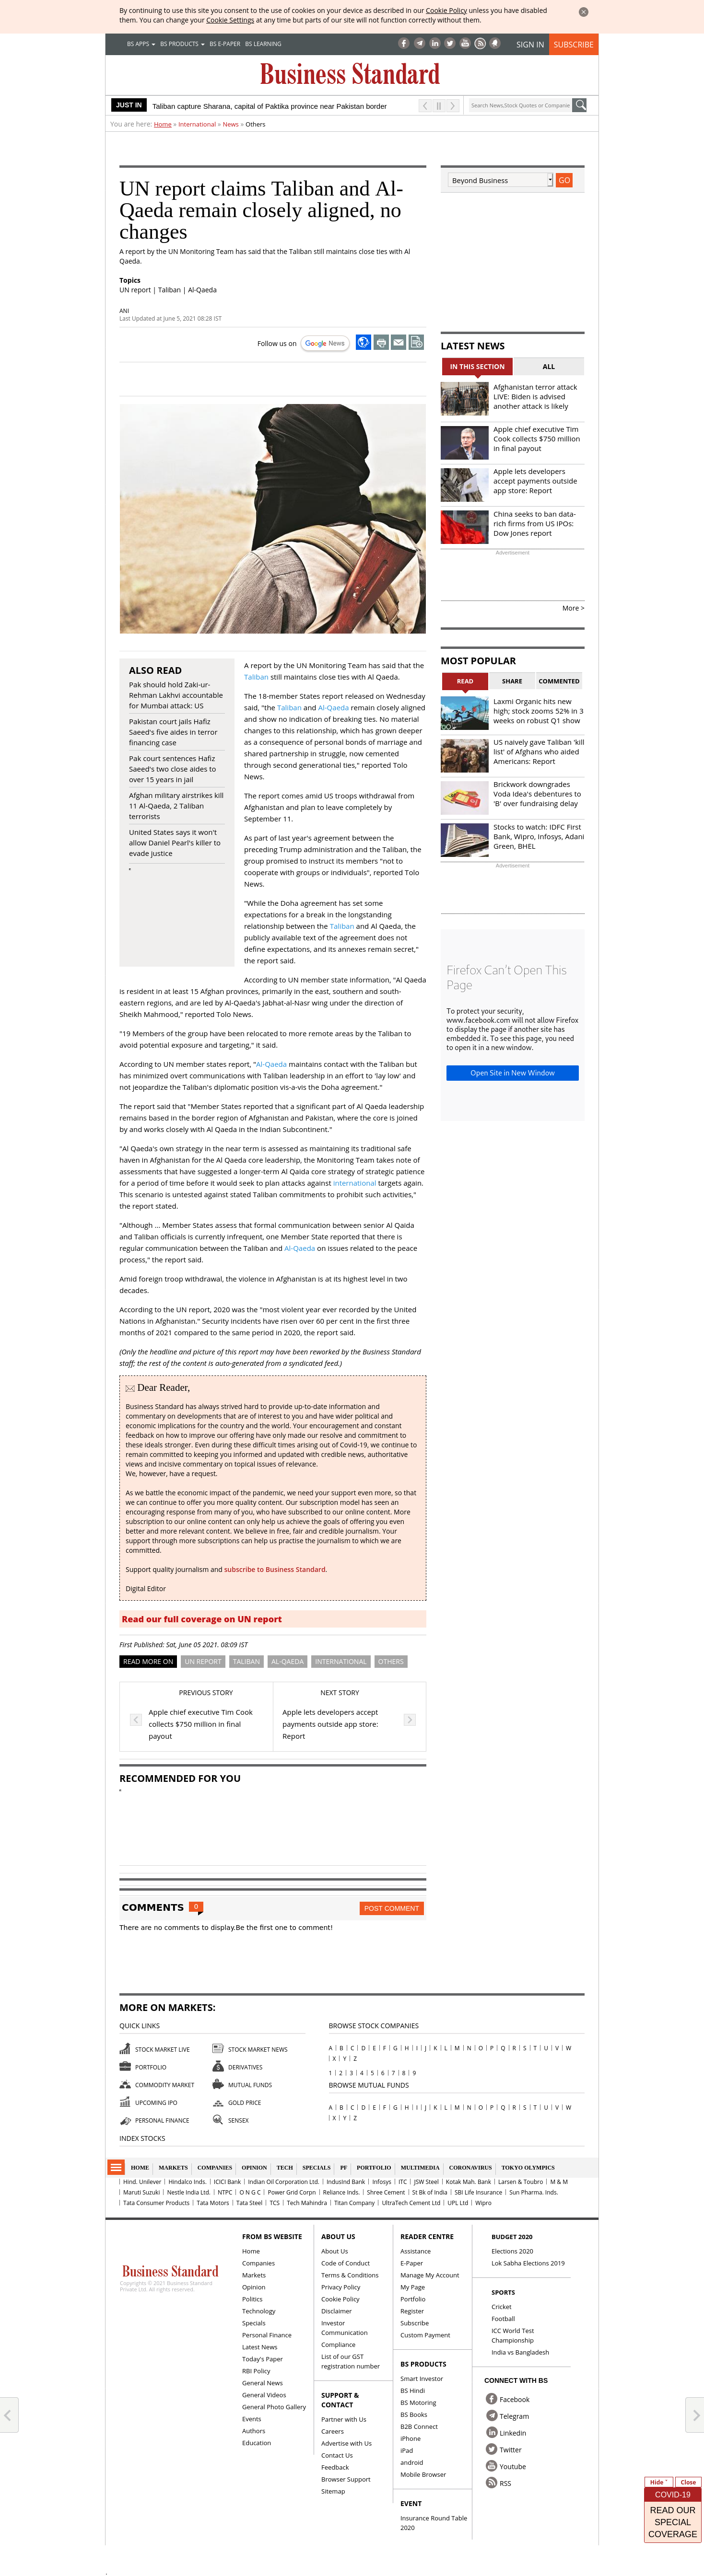 By continuing to use this site you consent to the use of cookies on your device as described in our Cookie Policy unless you have disabled
them. You can change your Cookie Settings at any time but parts of our site will not function correctly without them.
BS APPS BS PRODUCTS BS E-PAPER BS LEARNING
SIGN IN SUBSCRIBE
Business Standard
JUST IN Taliban capture Sharana, capital of Paktika province near Pakistan border
Search News,Stock Quotes or Companie
You are here: Home » International » News » Others
UN report claims Taliban and Al-
Qaeda remain closely aligned, no
changes
A report by the UN Monitoring Team has said that the Taliban still maintains close ties with Al
Qaeda.
Topics
UN report | Taliban | Al-Qaeda
ANI
Last Updated at June 5, 2021 08:28 IST
Follow us on Google News
ALSO READ
Pak should hold Zaki-ur-
Rehman Lakhvi accountable
for Mumbai attack: US
Pakistan court jails Hafiz
Saeed's five aides in terror
financing case
Pak court sentences Hafiz
Saeed's two close aides to
over 15 years in jail
Afghan military airstrikes kill
11 Al-Qaeda, 2 Taliban
terrorists
United States says it won't
allow Daniel Pearl's killer to
evade justice
A report by the UN Monitoring Team has said that the
Taliban still maintains close ties with Al Qaeda.
The 18-member States report released on Wednesday
said, "the Taliban and Al-Qaeda remain closely aligned
and show no indication of breaking ties. No material
changes to this relationship, which has grown deeper
as a consequence of personal bonds of marriage and
shared partnership in struggle, now cemented
through second generational ties," reported Tolo
News.
The report comes amid US troops withdrawal from
Afghanistan and plan to leave completely by
September 11.
As part of last year's agreement between the
preceding Trump administration and the Taliban, the
group promised to instruct its members "not to
cooperate with groups or individuals", reported Tolo
News.
"While the Doha agreement has set some
expectations for a break in the longstanding
relationship between the Taliban and Al Qaeda, the
publicly available text of the agreement does not
define expectations, and its annexes remain secret,"
the report said.
According to UN member state information, "Al Qaeda
is resident in at least 15 Afghan provinces, primarily in the east, southern and south-
eastern regions, and are led by Al-Qaeda's Jabhat-al-Nasr wing under the direction of
Sheikh Mahmood," reported Tolo News.
"19 Members of the group have been relocated to more remote areas by the Taliban to
avoid potential exposure and targeting," it said.
According to UN member states report, "Al-Qaeda maintains contact with the Taliban but
has minimized overt communications with Taliban leadership in an effort to 'lay low' and
not jeopardize the Taliban's diplomatic position vis-a-vis the Doha agreement."
The report said that "Member States reported that a significant part of Al Qaeda leadership
remains based in the border region of Afghanistan and Pakistan, where the core is joined
by and works closely with Al Qaeda in the Indian Subcontinent."
"Al Qaeda's own strategy in the near term is assessed as maintaining its traditional safe
haven in Afghanistan for the Al Qaeda core leadership, the Monitoring Team takes note of
assessments that have suggested a longer-term Al Qaida core strategy of strategic patience
for a period of time before it would seek to plan attacks against international targets again.
This scenario is untested against stated Taliban commitments to prohibit such activities,"
the report stated.
"Although ... Member States assess that formal communication between senior Al Qaida
and Taliban officials is currently infrequent, one Member State reported that there is
regular communication between the Taliban and Al-Qaeda on issues related to the peace
process," the report said.
Amid foreign troop withdrawal, the violence in Afghanistan is at its highest level in two
decades.
According to the UN report, 2020 was the "most violent year ever recorded by the United
Nations in Afghanistan." Security incidents have risen over 60 per cent in the first three
months of 2021 compared to the same period in 2020, the report said.
(Only the headline and picture of this report may have been reworked by the Business Standard
staff; the rest of the content is auto-generated from a syndicated feed.)
Dear Reader,
Business Standard has always strived hard to provide up-to-date information and
commentary on developments that are of interest to you and have wider political and
economic implications for the country and the world. Your encouragement and constant
feedback on how to improve our offering have only made our resolve and commitment to
these ideals stronger. Even during these difficult times arising out of Covid-19, we continue to
remain committed to keeping you informed and updated with credible news, authoritative
views and incisive commentary on topical issues of relevance.
We, however, have a request.
As we battle the economic impact of the pandemic, we need your support even more, so that
we can continue to offer you more quality content. Our subscription model has seen an
encouraging response from many of you, who have subscribed to our online content. More
subscription to our online content can only help us achieve the goals of offering you even
better and more relevant content. We believe in free, fair and credible journalism. Your
support through more subscriptions can help us practise the journalism to which we are
committed.
Support quality journalism and subscribe to Business Standard.
Digital Editor
Read our full coverage on UN report
First Published: Sat, June 05 2021. 08:09 IST
READ MORE ON UN REPORT TALIBAN AL-QAEDA INTERNATIONAL OTHERS
PREVIOUS STORY
Apple chief executive Tim Cook
collects $750 million in final
payout
NEXT STORY
Apple lets developers accept
payments outside app store:
Report
RECOMMENDED FOR YOU
COMMENTS 0 POST COMMENT
There are no comments to display.Be the first one to comment!
Beyond Business GO
LATEST NEWS
IN THIS SECTION ALL
Afghanistan terror attack
LIVE: Biden is advised
another attack is likely
Apple chief executive Tim
Cook collects $750 million
in final payout
Apple lets developers
accept payments outside
app store: Report
China seeks to ban data-
rich firms from US IPOs:
Dow Jones report
Advertisement
More >
MOST POPULAR
READ SHARE COMMENTED
Laxmi Organic hits new
high; stock zooms 52% in 3
weeks on robust Q1 show
US naively gave Taliban 'kill
list' of Afghans who aided
Americans: Report
Brickwork downgrades
Voda Idea's debentures to
'B' over fundraising delay
Stocks to watch: IDFC First
Bank, Wipro, Infosys, Adani
Green, BHEL
Advertisement
Firefox Can't Open This
Page
To protect your security,
www.facebook.com will not allow Firefox
to display the page if another site has
embedded it. To see this page, you need
to open it in a new window.
Open Site in New Window
MORE ON MARKETS:
QUICK LINKS
STOCK MARKET LIVE STOCK MARKET NEWS
PORTFOLIO DERIVATIVES
COMMODITY MARKET MUTUAL FUNDS
UPCOMING IPO GOLD PRICE
PERSONAL FINANCE SENSEX
INDEX STOCKS
BROWSE STOCK COMPANIES
A | B | C | D | E | F | G | H | I | J | K | L | M | N | O | P | Q | R | S | T | U | V | W
| X | Y | Z
1 | 2 | 3 | 4 | 5 | 6 | 7 | 8 | 9
BROWSE MUTUAL FUNDS
A | B | C | D | E | F | G | H | I | J | K | L | M | N | O | P | Q | R | S | T | U | V | W
| X | Y | Z
HOME MARKETS COMPANIES OPINION TECH SPECIALS PF PORTFOLIO MULTIMEDIA CORONAVIRUS TOKYO OLYMPICS
| Hind. Unilever | Hindalco Inds. | ICICI Bank | Indian Oil Corporation Ltd. | IndusInd Bank | Infosys | ITC | JSW Steel | Kotak Mah. Bank | Larsen & Toubro | M & M
| Maruti Suzuki | Nestle India Ltd. | NTPC | O N G C | Power Grid Corpn | Reliance Inds. | Shree Cement | St Bk of India | SBI Life Insurance | Sun Pharma. Inds.
| Tata Consumer Products | Tata Motors | Tata Steel | TCS | Tech Mahindra | Titan Company | UltraTech Cement Ltd | UPL Ltd | Wipro
Business Standard
Copyrights © 2021 Business Standard
Private Ltd. All rights reserved.
FROM BS WEBSITE
Home
Companies
Markets
Opinion
Politics
Technology
Specials
Personal Finance
Latest News
Today's Paper
RBI Policy
General News
General Videos
General Photo Gallery
Events
Authors
Education
ABOUT US
About Us
Code of Conduct
Terms & Conditions
Privacy Policy
Cookie Policy
Disclaimer
Investor
Communication
Compliance
List of our GST
registration number
SUPPORT &
CONTACT
Partner with Us
Careers
Advertise with Us
Contact Us
Feedback
Browser Support
Sitemap
READER CENTRE
Assistance
E-Paper
Manage My Account
My Page
Portfolio
Register
Subscribe
Custom Payment
BS PRODUCTS
Smart Investor
BS Hindi
BS Motoring
BS Books
B2B Connect
iPhone
iPad
android
Mobile Browser
EVENT
Insurance Round Table
2020
BUDGET 2020
Elections 2020
Lok Sabha Elections 2019
SPORTS
Cricket
Football
ICC World Test
Championship
India vs Bangladesh
CONNECT WITH BS
Facebook
Telegram
Linkedin
Twitter
Youtube
RSS
Hide Close
COVID-19
READ OUR
SPECIAL
COVERAGE